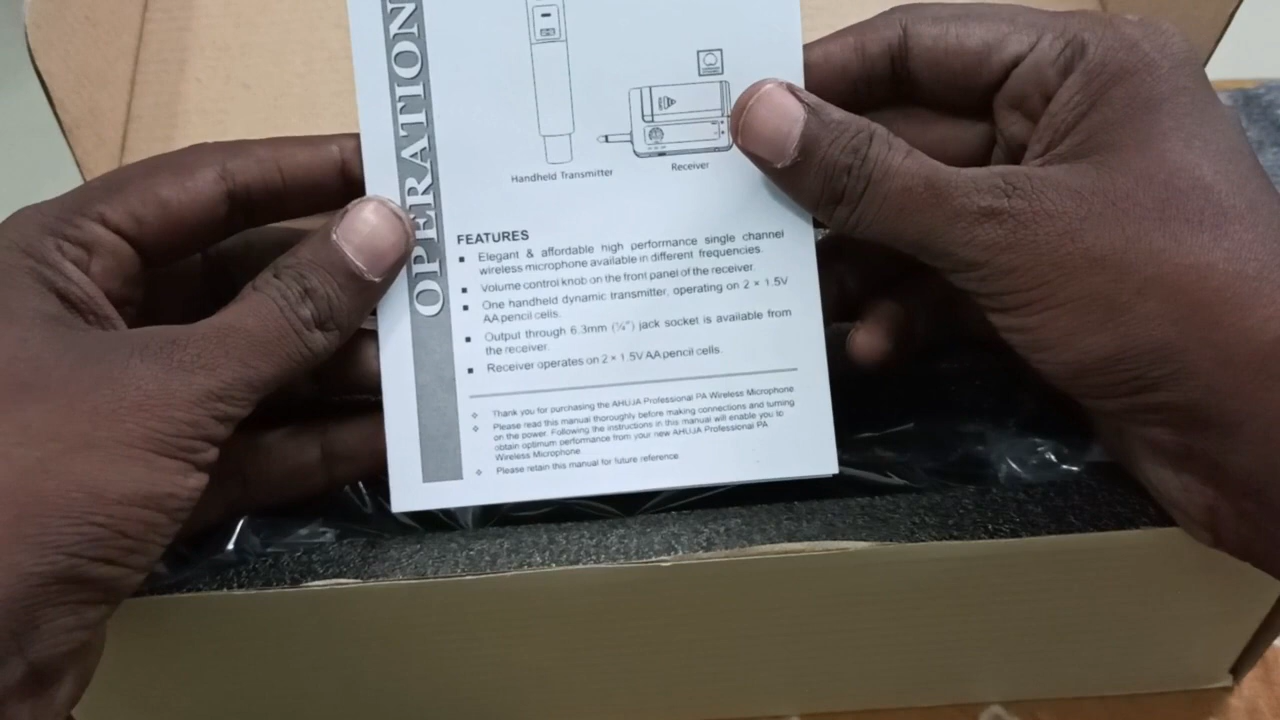 OPERATION
Handheld Transmitter
Receiver
FEATURES
▪ Elegant & affordable high performance single channel
wireless microphone available in different frequencies.
▪ Volume control knob on the front panel of the receiver.
▪ One handheld dynamic transmitter, operating on 2 × 1.5V
AA pencil cells.
▪ Output through 6.3mm (¼") jack socket is available from
the receiver.
▪ Receiver operates on 2 × 1.5V AA pencil cells.
❖ Thank you for purchasing the AHUJA Professional PA Wireless Microphone
❖ Please read this manual thoroughly before making connections and turning
on the power. Following the instructions in this manual will enable you to
obtain optimum performance from your new AHUJA Professional PA
Wireless Microphone.
❖ Please retain this manual for future reference